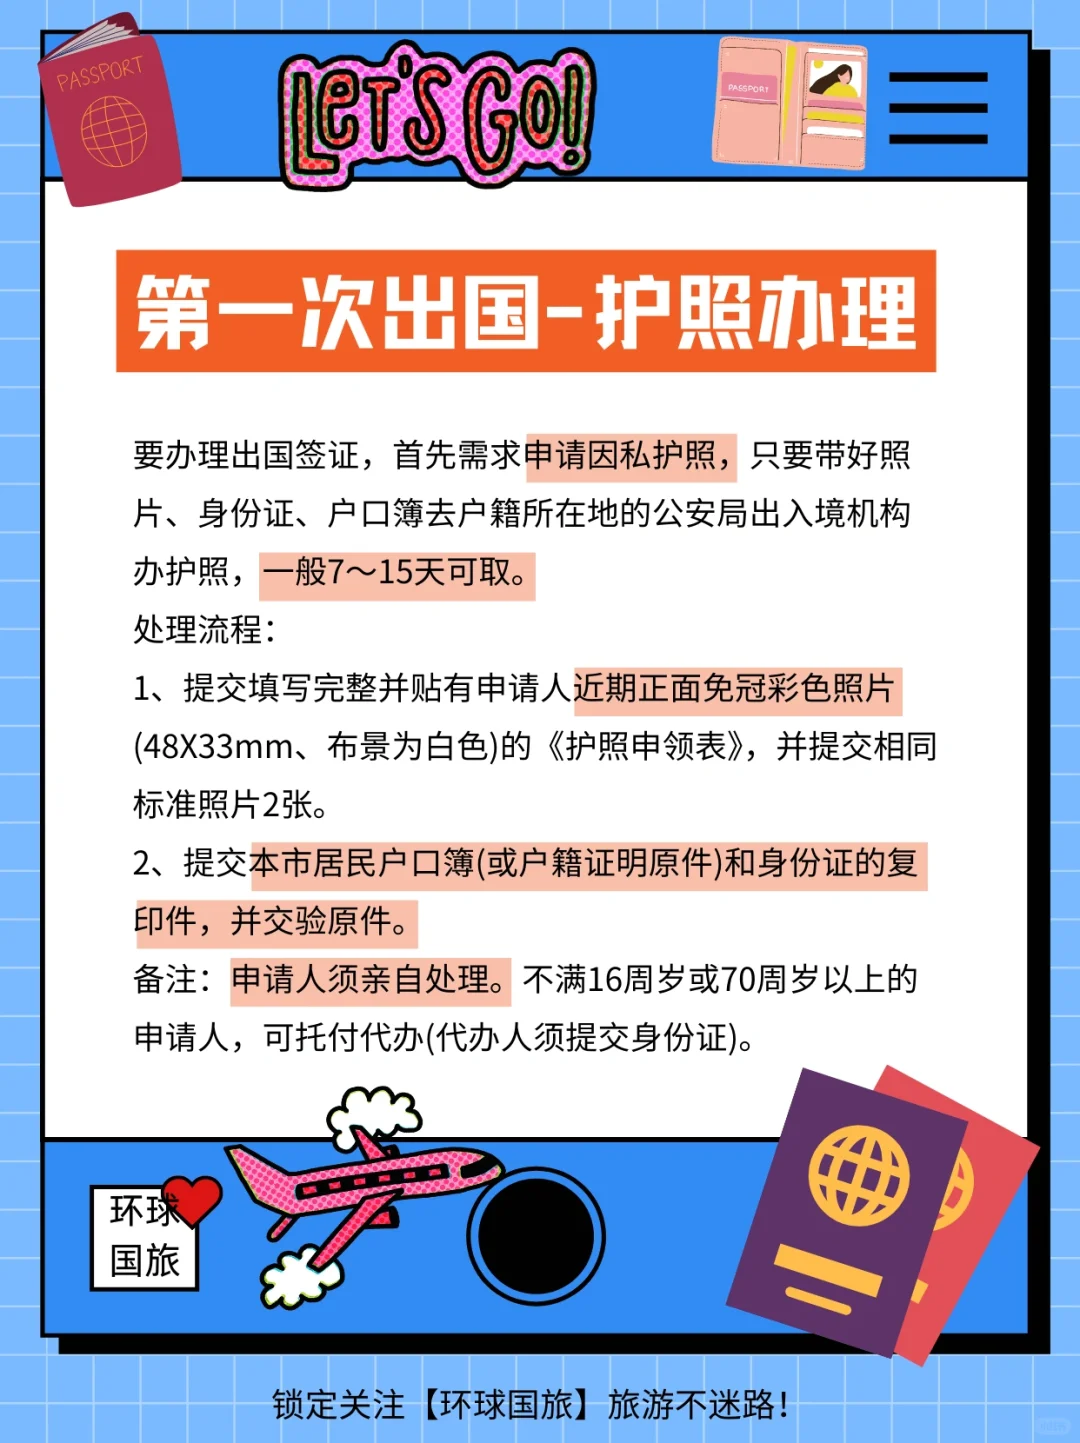 PASSPORT
LET'S GO!
PASSPORT
第一次出国-护照办理
要办理出国签证，首先需求申请因私护照，只要带好照
片、身份证、户口簿去户籍所在地的公安局出入境机构
办护照，一般7～15天可取。
处理流程：
1、提交填写完整并贴有申请人近期正面免冠彩色照片
(48X33mm、布景为白色)的《护照申领表》，并提交相同
标准照片2张。
2、提交本市居民户口簿(或户籍证明原件)和身份证的复
印件，并交验原件。
备注：申请人须亲自处理。不满16周岁或70周岁以上的
申请人，可托付代办(代办人须提交身份证)。
环球
国旅
锁定关注【环球国旅】旅游不迷路！